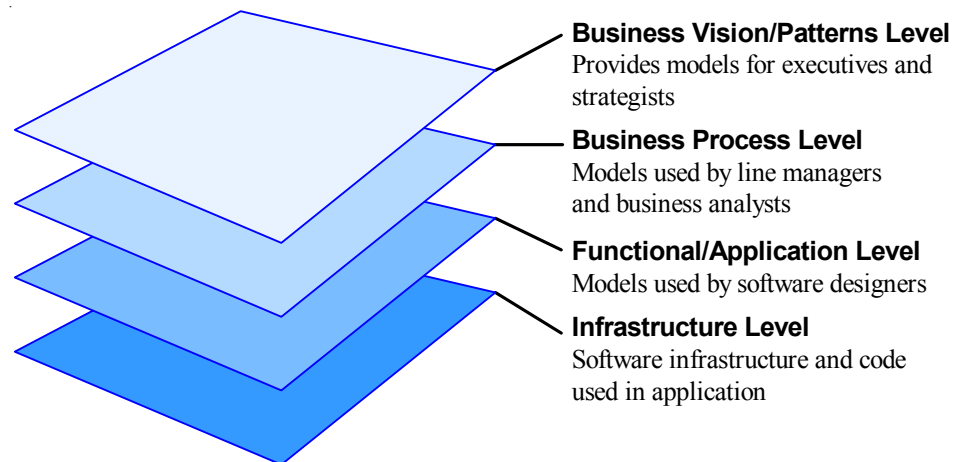 Business Vision/Patterns Level
Provides models for executives and
strategists
Business Process Level
Models used by line managers
and business analysts
Functional/Application Level
Models used by software designers
Infrastructure Level
Software infrastructure and code
used in application